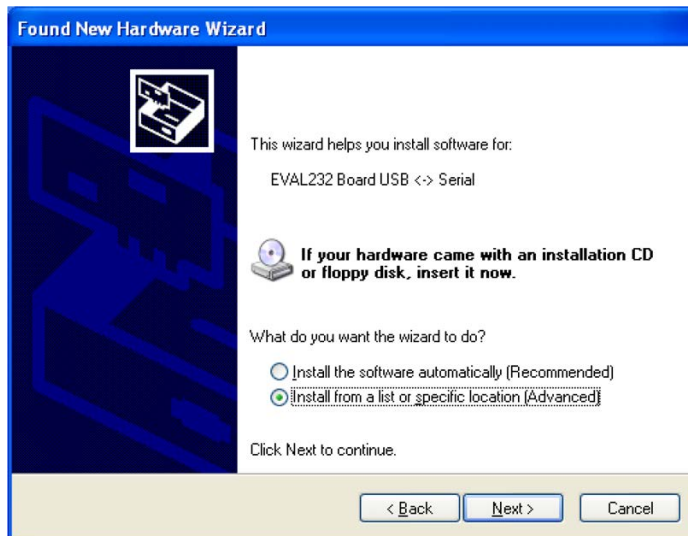 Found New Hardware Wizard
This wizard helps you install software for:
EVAL232 Board USB <-> Serial
If your hardware came with an installation CD
or floppy disk, insert it now.
What do you want the wizard to do?
Install the software automatically (Recommended)
Install from a list or specific location (Advanced)
Click Next to continue.
< Back
Next >
Cancel